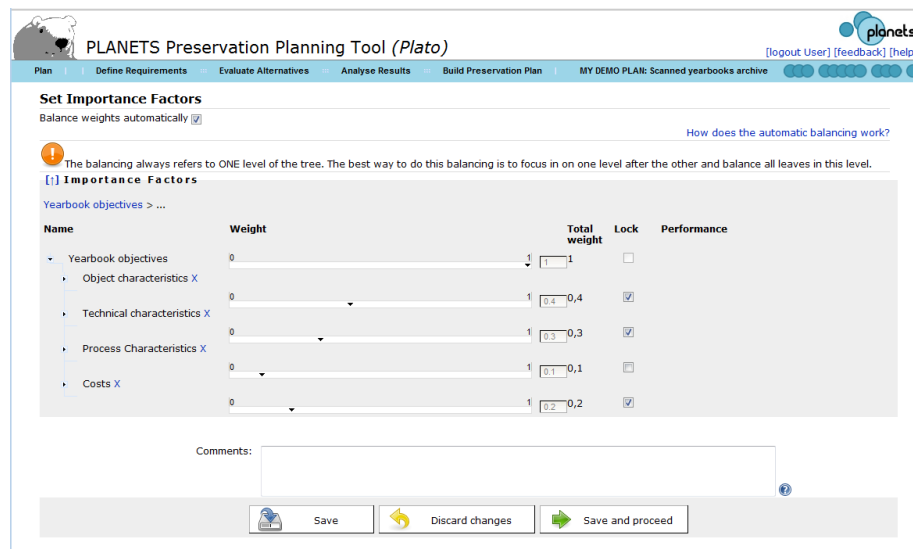 planets
PLANETS Preservation Planning Tool (Plato)
[logout User] [feedback] [help
Plan Define Requirements Evaluate Alternatives Analyse Results Build Preservation Plan MY DEMO PLAN: Scanned yearbooks archive
Set Importance Factors
Balance weights automatically
How does the automatic balancing work?
The balancing always refers to ONE level of the tree. The best way to do this balancing is to focus in on one level after the other and balance all leaves in this level.
[↑] Importance Factors
Yearbook objectives > ...
Name Weight Total weight Lock Performance
Yearbook objectives 0 1 1 1
Object characteristics X
0 1 0.4 0,4
Technical characteristics X
0 1 0.3 0,3
Process Characteristics X
0 1 0.1 0,1
Costs X
0 1 0.2 0,2
Comments:
Save Discard changes Save and proceed